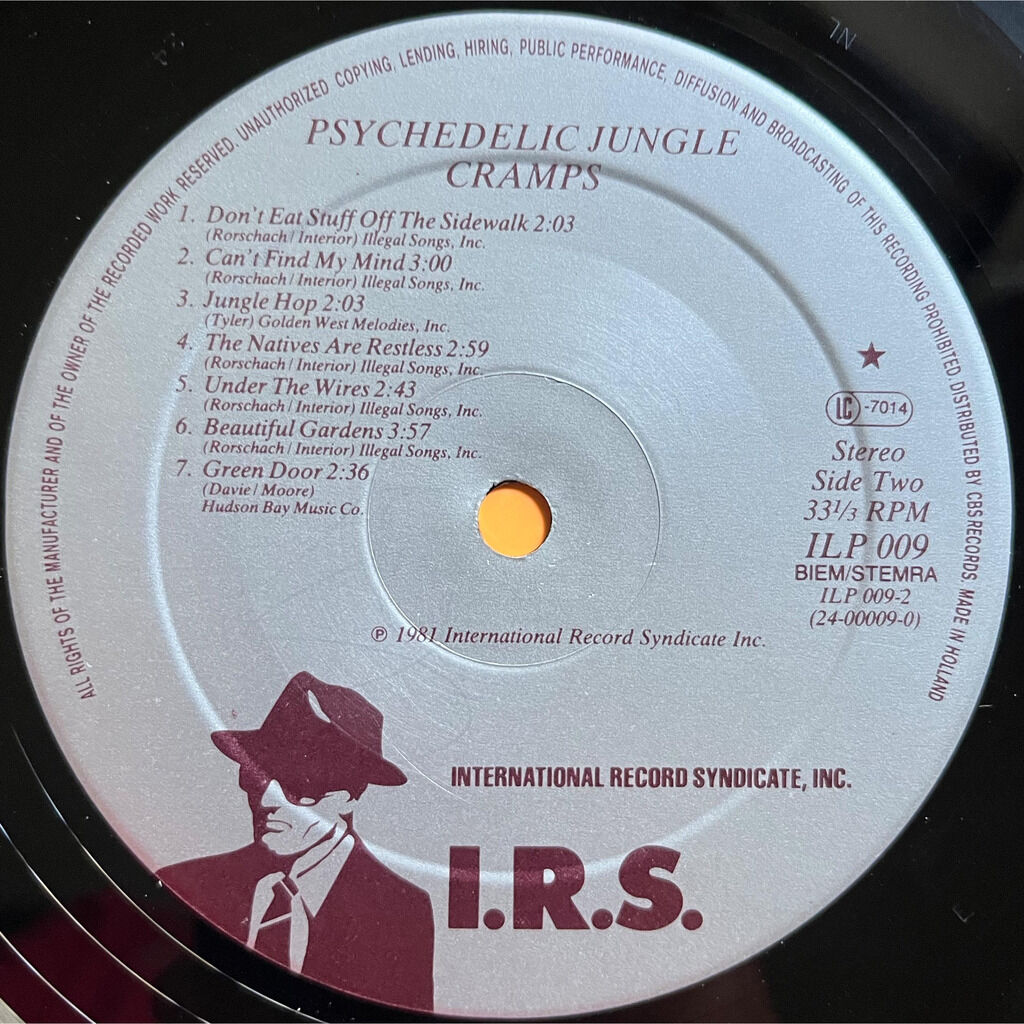 ALL RIGHTS OF THE MANUFACTURER AND OF THE OWNER OF THE RECORDED WORK RESERVED. UNAUTHORIZED COPYING, LENDING, HIRING, PUBLIC PERFORMANCE, DIFFUSION AND BROADCASTING OF THIS RECORDING PROHIBITED. DISTRIBUTED BY CBS RECORDS. MADE IN HOLLAND
PSYCHEDELIC JUNGLE
CRAMPS
1. Don't Eat Stuff Off The Sidewalk 2:03
(Rorschach / Interior) Illegal Songs, Inc.
2. Can't Find My Mind 3:00
(Rorschach / Interior) Illegal Songs, Inc.
3. Jungle Hop 2:03
(Tyler) Golden West Melodies, Inc.
4. The Natives Are Restless 2:59
(Rorschach / Interior) Illegal Songs, Inc.
5. Under The Wires 2:43
(Rorschach / Interior) Illegal Songs, Inc.
6. Beautiful Gardens 3:57
(Rorschach / Interior) Illegal Songs, Inc.
7. Green Door 2:36
(Davie / Moore)
Hudson Bay Music Co.
LC -7014
Stereo
Side Two
33 1/3 RPM
ILP 009
BIEM/STEMRA
ILP 009-2
(24-00009-0)
℗ 1981 International Record Syndicate Inc.
INTERNATIONAL RECORD SYNDICATE, INC.
I.R.S.